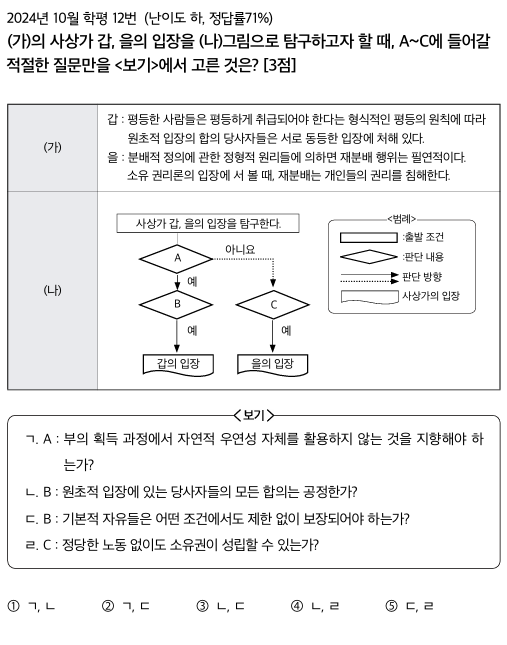 2024년 10월 학평 12번 (난이도 하, 정답률71%)
(가)의 사상가 갑, 을의 입장을 (나)그림으로 탐구하고자 할 때, A~C에 들어갈
적절한 질문만을 <보기>에서 고른 것은? [3점]
(가)
갑 : 평등한 사람들은 평등하게 취급되어야 한다는 형식적인 평등의 원칙에 따라
원초적 입장의 합의 당사자들은 서로 동등한 입장에 처해 있다.
을 : 분배적 정의에 관한 정형적 원리들에 의하면 재분배 행위는 필연적이다.
소유 권리론의 입장에 서 볼 때, 재분배는 개인들의 권리를 침해한다.
(나)
사상가 갑, 을의 입장을 탐구한다.
A
아니요
예
B
C
예
예
갑의 입장
을의 입장
<범례>
:출발 조건
:판단 내용
:판단 방향
:사상가의 입장
<보기>
ㄱ. A : 부의 획득 과정에서 자연적 우연성 자체를 활용하지 않는 것을 지향해야 하
는가?
ㄴ. B : 원초적 입장에 있는 당사자들의 모든 합의는 공정한가?
ㄷ. B : 기본적 자유들은 어떤 조건에서도 제한 없이 보장되어야 하는가?
ㄹ. C : 정당한 노동 없이도 소유권이 성립할 수 있는가?
① ㄱ, ㄴ ② ㄱ, ㄷ ③ ㄴ, ㄷ ④ ㄴ, ㄹ ⑤ ㄷ, ㄹ